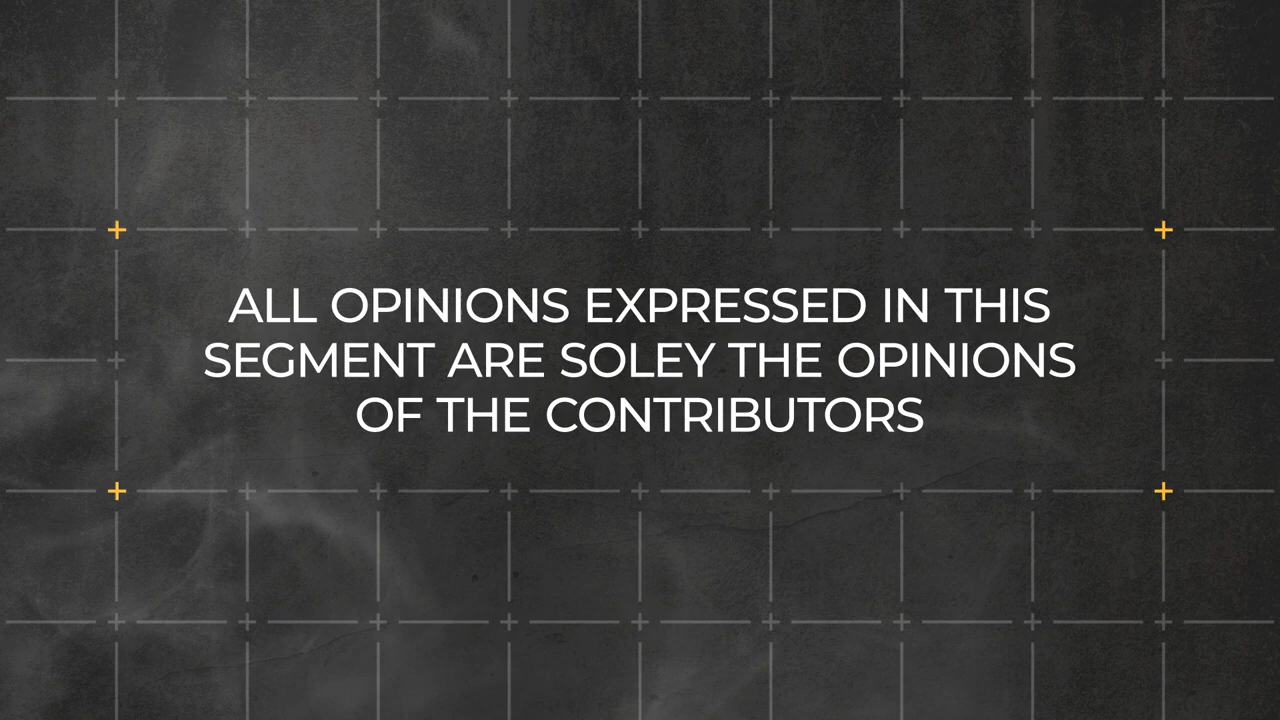 ALL OPINIONS EXPRESSED IN THIS
SEGMENT ARE SOLEY THE OPINIONS
OF THE CONTRIBUTORS